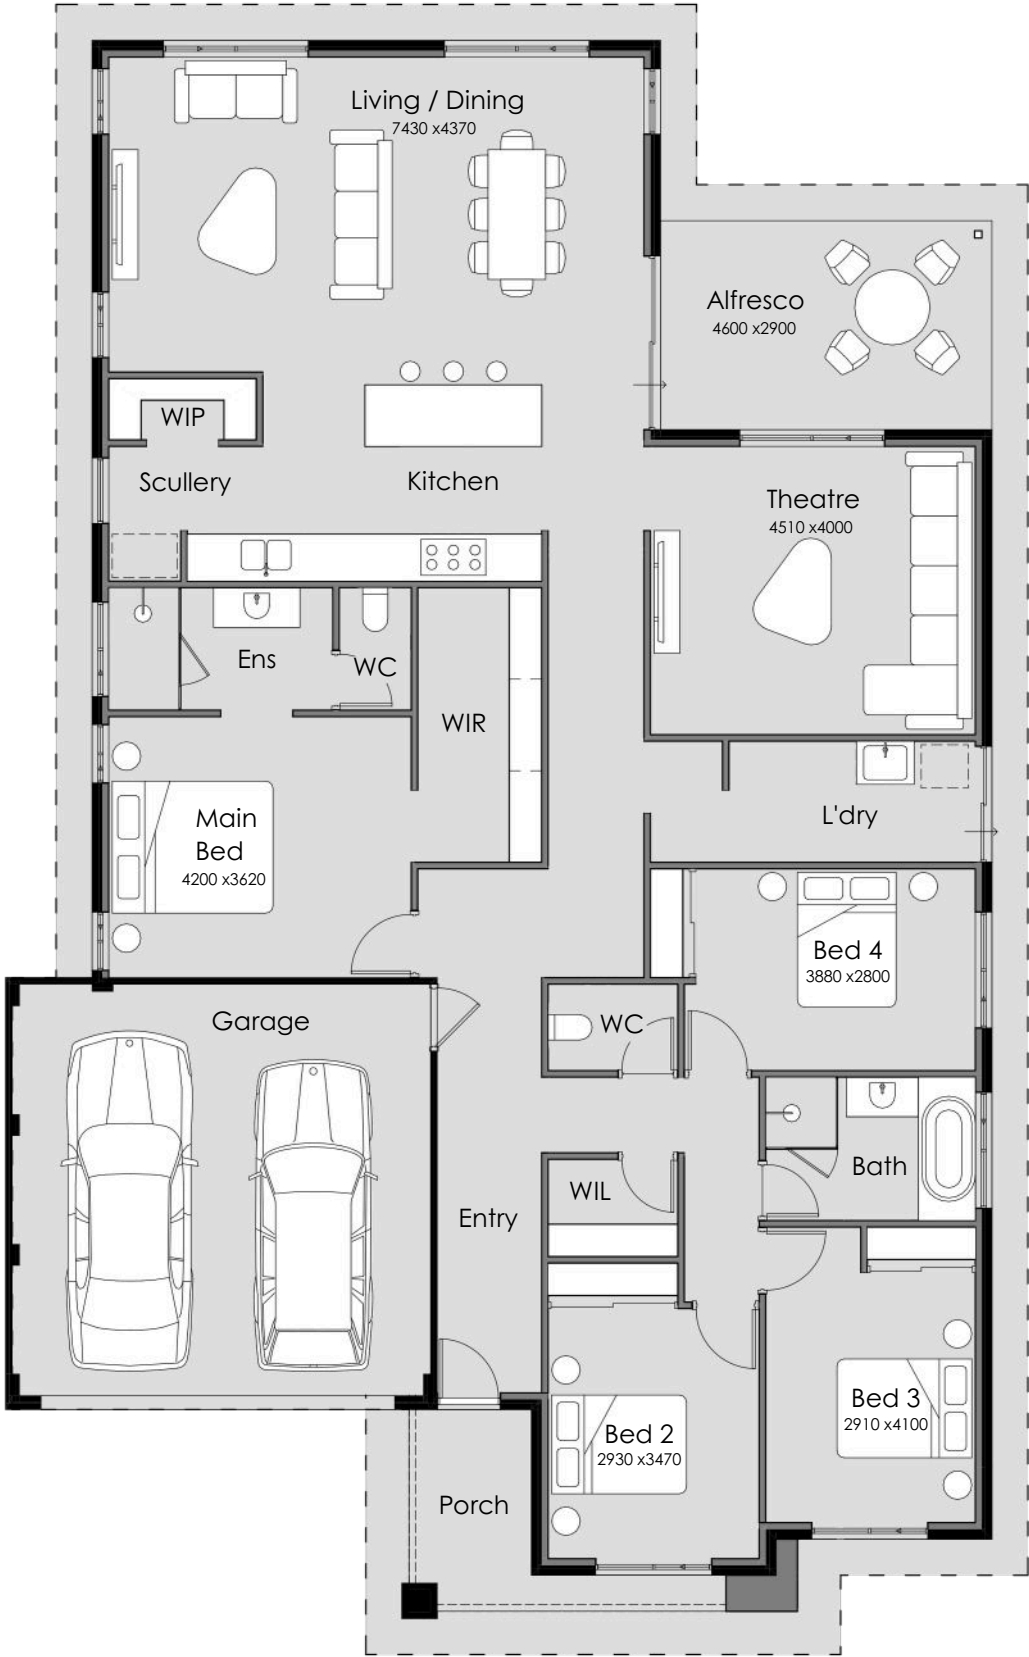 Living / Dining
7430 x4370
Alfresco
4600 x2900
WIP
Scullery
Kitchen
Theatre
4510 x4000
Ens
WC
WIR
Main
Bed
4200 x3620
L'dry
Bed 4
3880 x2800
Garage
WC
Bath
WIL
Entry
Bed 3
2910 x4100
Bed 2
2930 x3470
Porch